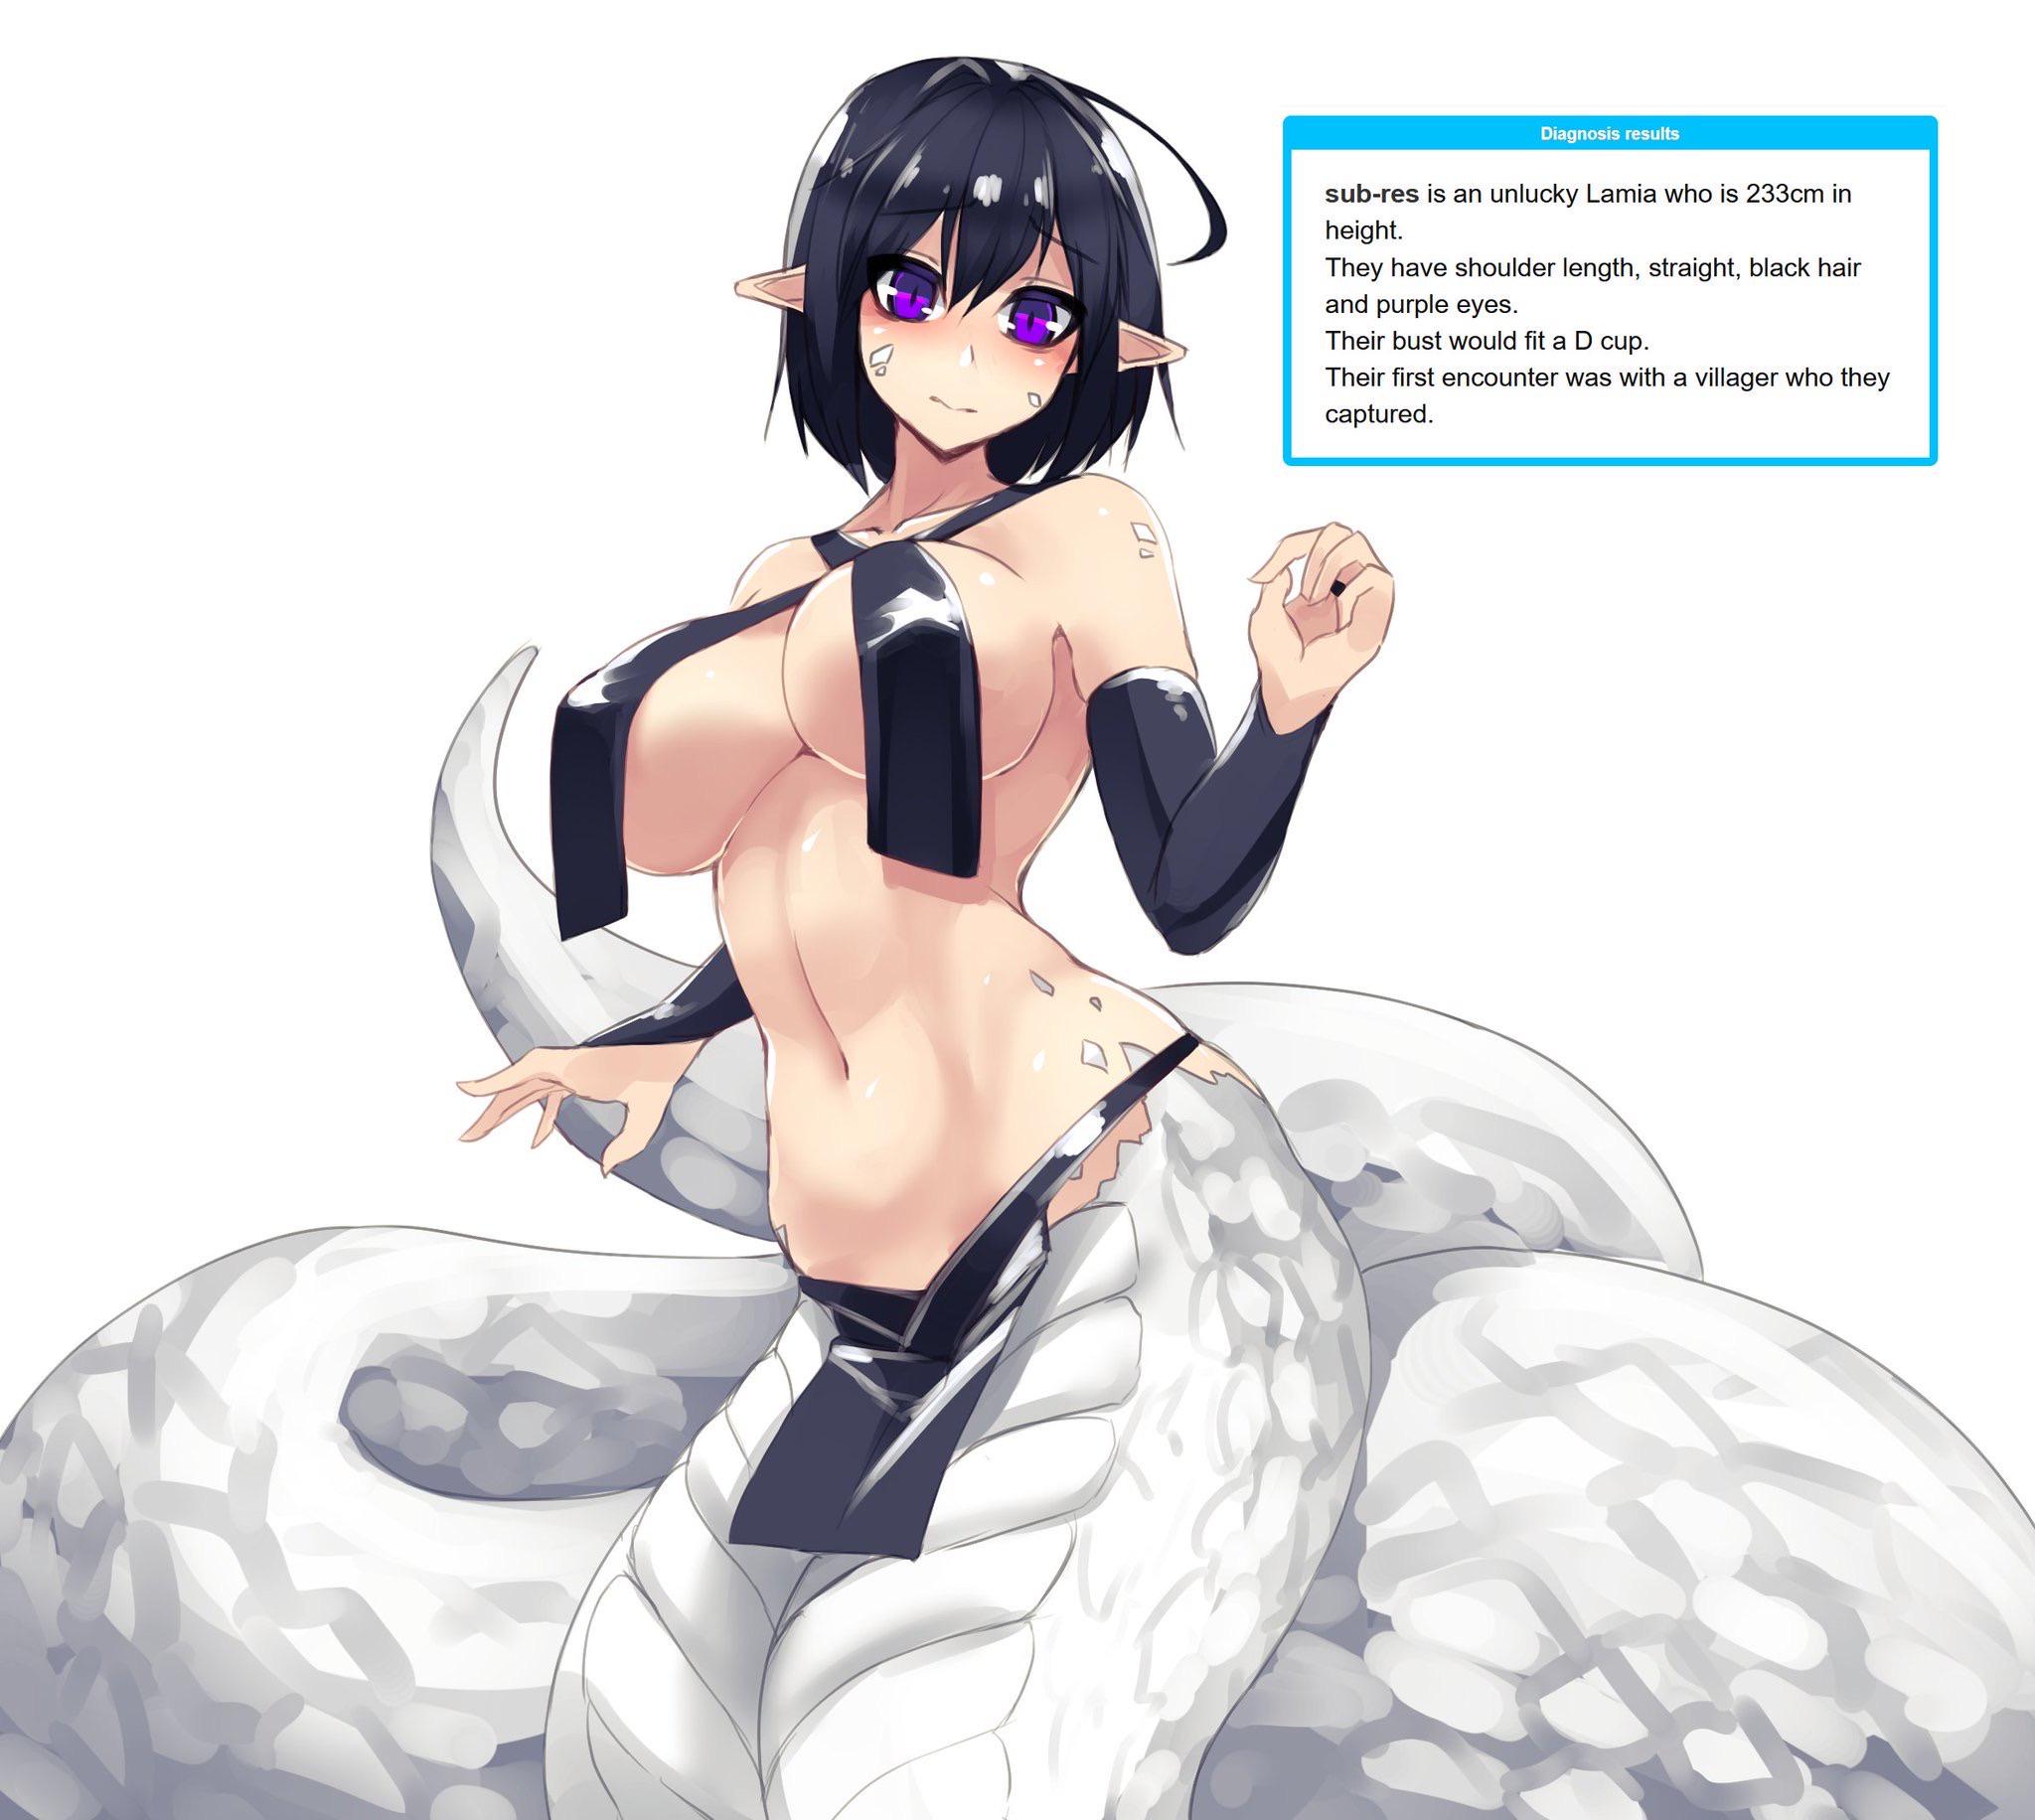 Diagnosis results
sub-res is an unlucky Lamia who is 233cm in
height.
They have shoulder length, straight, black hair
and purple eyes.
Their bust would fit a D cup.
Their first encounter was with a villager who they
captured.